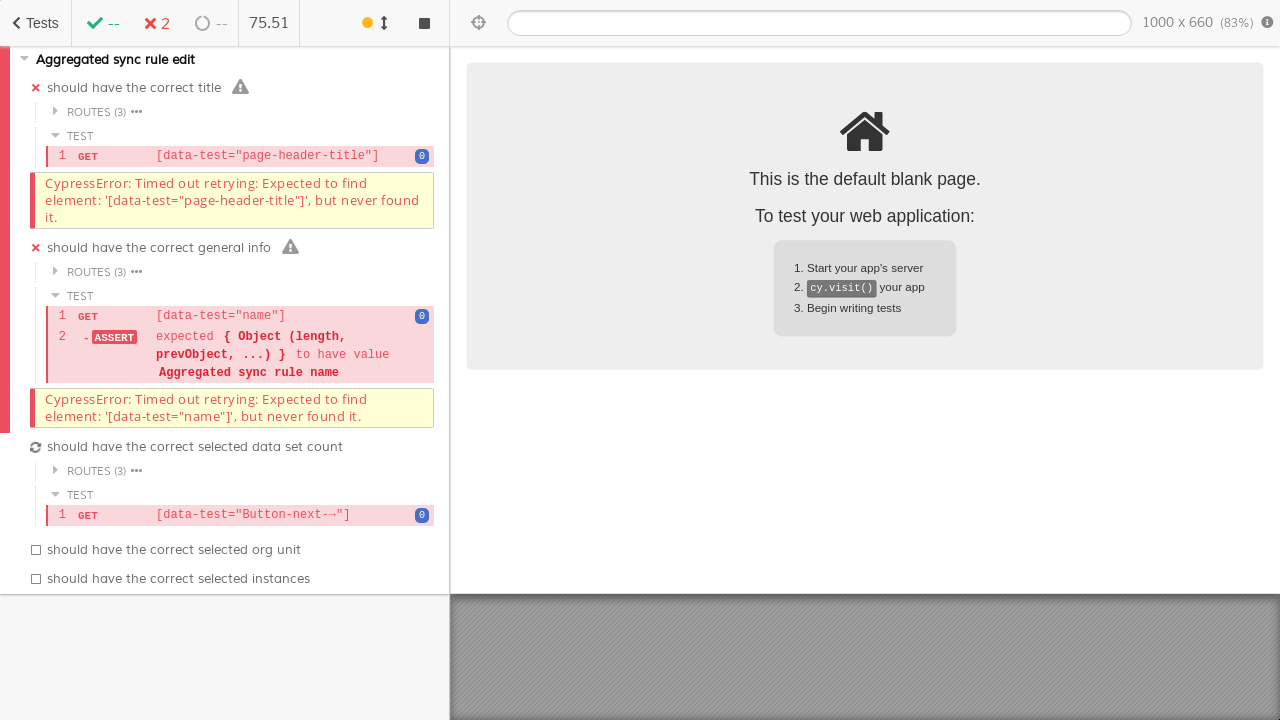 Tests
--
2
--
75.51
1000 x 660 (83%)
Aggregated sync rule edit
should have the correct title
ROUTES (3)
TEST
1 GET [data-test="page-header-title"] 0
CypressError: Timed out retrying: Expected to find
element: '[data-test="page-header-title"]', but never found
it.
should have the correct general info
ROUTES (3)
TEST
1 GET [data-test="name"] 0
2 -ASSERT expected { Object (length,
prevObject, ...) } to have value
Aggregated sync rule name
CypressError: Timed out retrying: Expected to find
element: '[data-test="name"]', but never found it.
should have the correct selected data set count
ROUTES (3)
TEST
1 GET [data-test="Button-next-→"] 0
should have the correct selected org unit
should have the correct selected instances
This is the default blank page.
To test your web application:
1. Start your app's server
2. cy.visit() your app
3. Begin writing tests